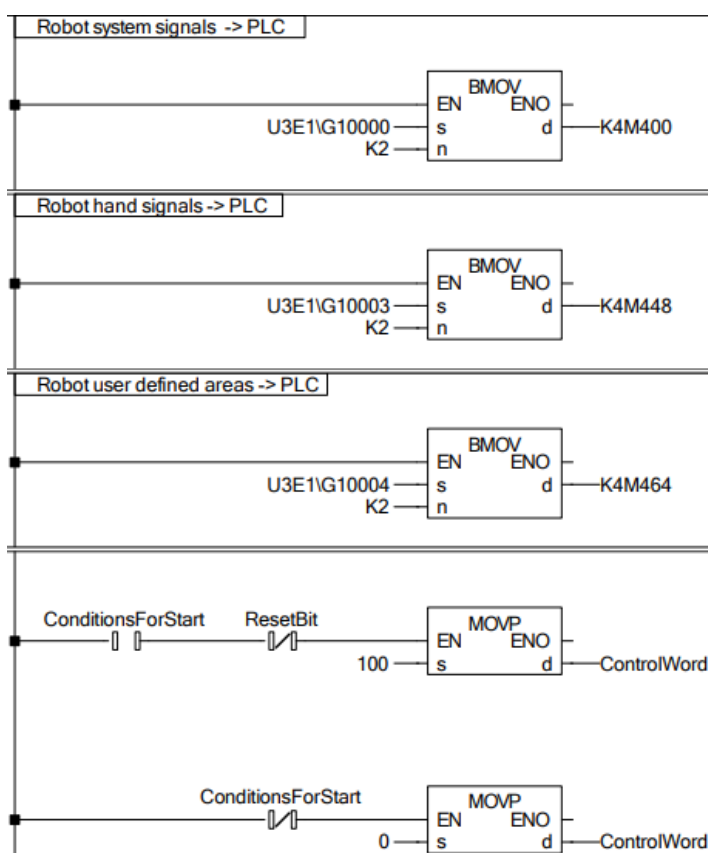 Robot system signals -> PLC
BMOV
EN ENO
U3E1\G10000 s d K4M400
K2 n
Robot hand signals -> PLC
BMOV
EN ENO
U3E1\G10003 s d K4M448
K2 n
Robot user defined areas -> PLC
BMOV
EN ENO
U3E1\G10004 s d K4M464
K2 n
ConditionsForStart ResetBit MOVP
EN ENO
100 s d ControlWord
ConditionsForStart MOVP
EN ENO
0 s d ControlWord